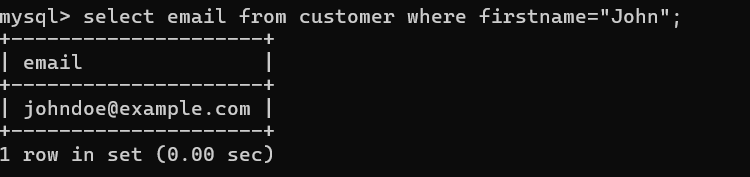 mysql> select email from customer where firstname="John";
+---------------------+
| email               |
+---------------------+
| johndoe@example.com |
+---------------------+
1 row in set (0.00 sec)